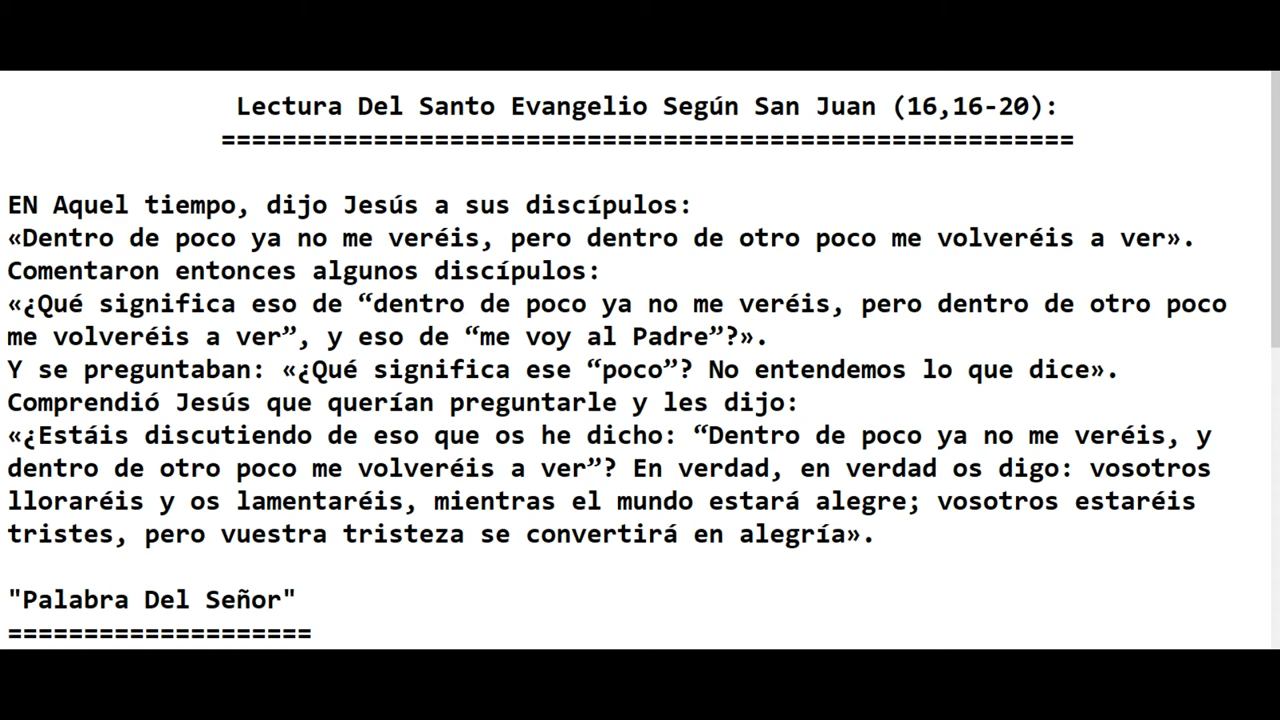 Lectura Del Santo Evangelio Según San Juan (16,16-20):
========================================================
EN Aquel tiempo, dijo Jesús a sus discípulos:
«Dentro de poco ya no me veréis, pero dentro de otro poco me volveréis a ver».
Comentaron entonces algunos discípulos:
«¿Qué significa eso de “dentro de poco ya no me veréis, pero dentro de otro poco
me volveréis a ver”, y eso de “me voy al Padre”?».
Y se preguntaban: «¿Qué significa ese “poco”? No entendemos lo que dice».
Comprendió Jesús que querían preguntarle y les dijo:
«¿Estáis discutiendo de eso que os he dicho: “Dentro de poco ya no me veréis, y
dentro de otro poco me volveréis a ver”? En verdad, en verdad os digo: vosotros
lloraréis y os lamentaréis, mientras el mundo estará alegre; vosotros estaréis
tristes, pero vuestra tristeza se convertirá en alegría».
"Palabra Del Señor"
====================